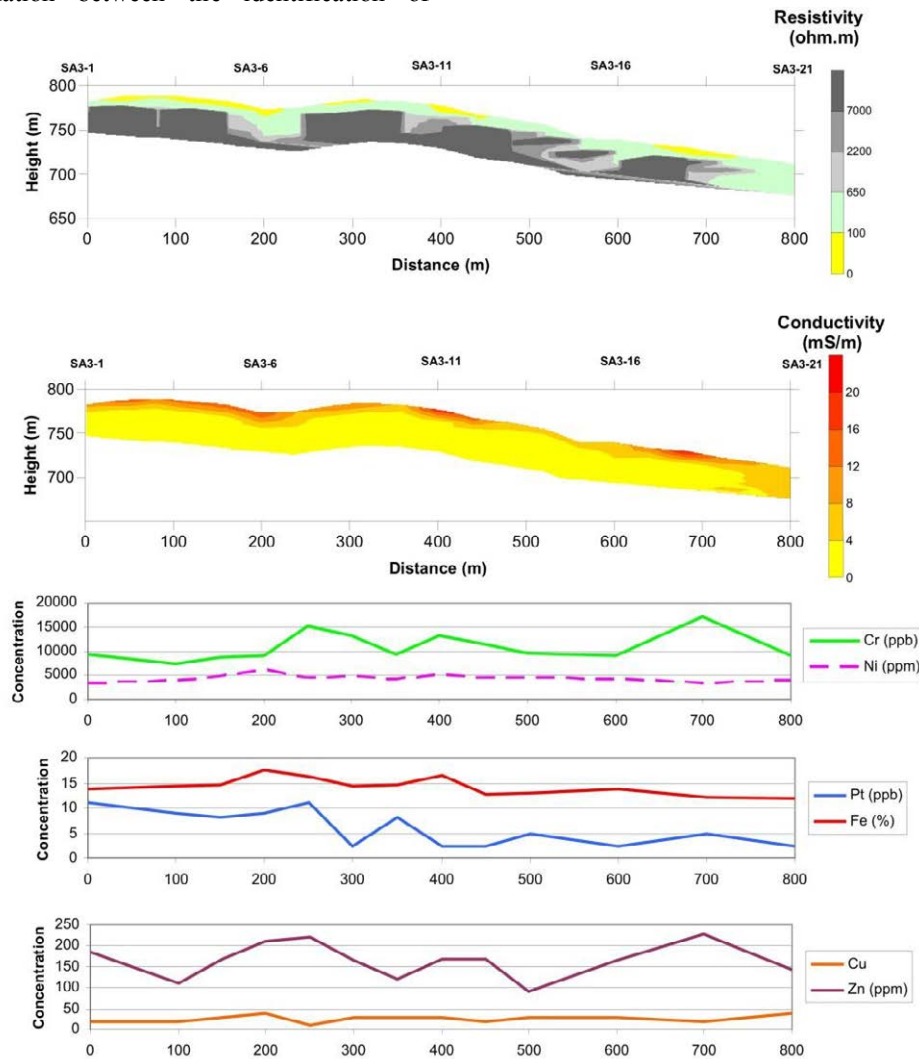 between the identification of
Resistivity
(ohm.m)
SA3-1 SA3-6 SA3-11 SA3-16 SA3-21
800
750
700
650
Height (m)
0 100 200 300 400 500 600 700 800
Distance (m)
7000
2200
650
100
0
Conductivity
(mS/m)
SA3-1 SA3-6 SA3-11 SA3-16 SA3-21
800
750
700
Height (m)
0 100 200 300 400 500 600 700 800
Distance (m)
20
16
12
8
4
0
Concentration
20000
15000
10000
5000
0
0 100 200 300 400 500 600 700 800
Cr (ppb)
Ni (ppm)
Concentration
20
15
10
5
0
0 100 200 300 400 500 600 700 800
Pt (ppb)
Fe (%)
Concentration
250
200
150
100
50
0
0 100 200 300 400 500 600 700 800
Cu
Zn (ppm)